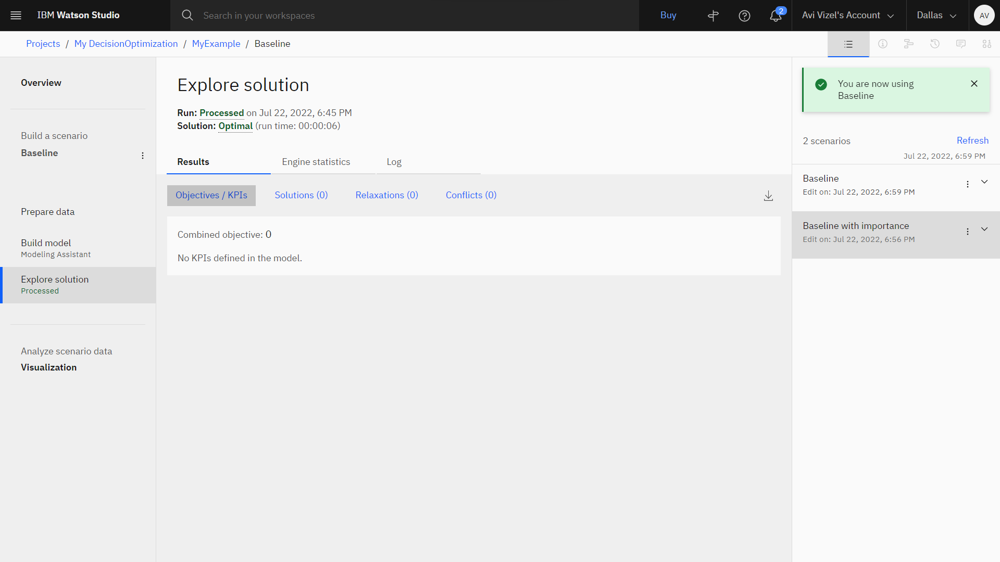 IBM Watson Studio
Search in your workspaces
Buy
2
Avi Vizel's Account
Dallas
AV
Projects / My DecisionOptimization / MyExample / Baseline
Overview
Build a scenario
Baseline
Prepare data
Build model
Modeling Assistant
Explore solution
Processed
Analyze scenario data
Visualization
Explore solution
Run: Processed on Jul 22, 2022, 6:45 PM
Solution: Optimal (run time: 00:00:06)
Results
Engine statistics
Log
Objectives / KPIs
Solutions (0)
Relaxations (0)
Conflicts (0)
Combined objective: 0
No KPIs defined in the model.
You are now using
Baseline
2 scenarios
Refresh
Jul 22, 2022, 6:59 PM
Baseline
Edit on: Jul 22, 2022, 6:59 PM
Baseline with importance
Edit on: Jul 22, 2022, 6:56 PM